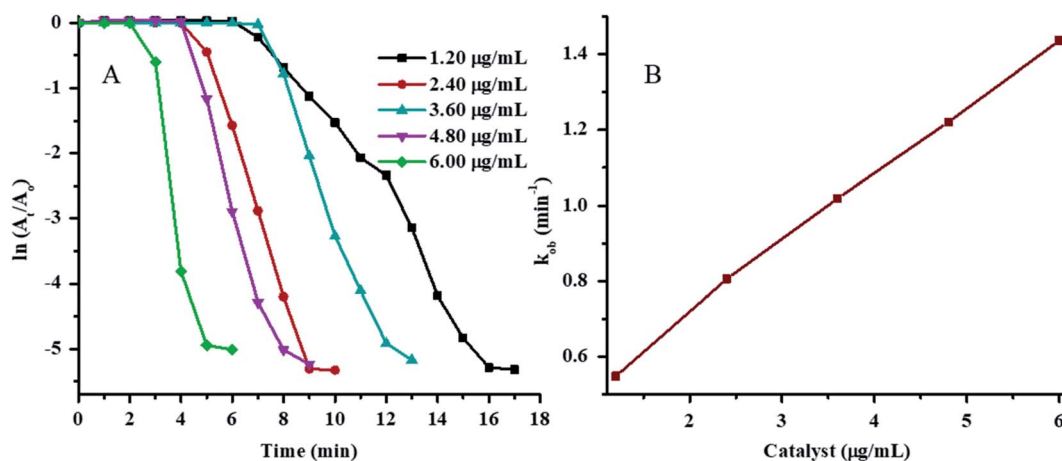 A
1.20 μg/mL
2.40 μg/mL
3.60 μg/mL
4.80 μg/mL
6.00 μg/mL
0
-1
-2
-3
-4
-5
ln (At/Ao)
0 2 4 6 8 10 12 14 16 18
Time (min)
B
1.4
1.2
1.0
0.8
0.6
kob (min-1)
2 3 4 5 6
Catalyst (μg/mL)